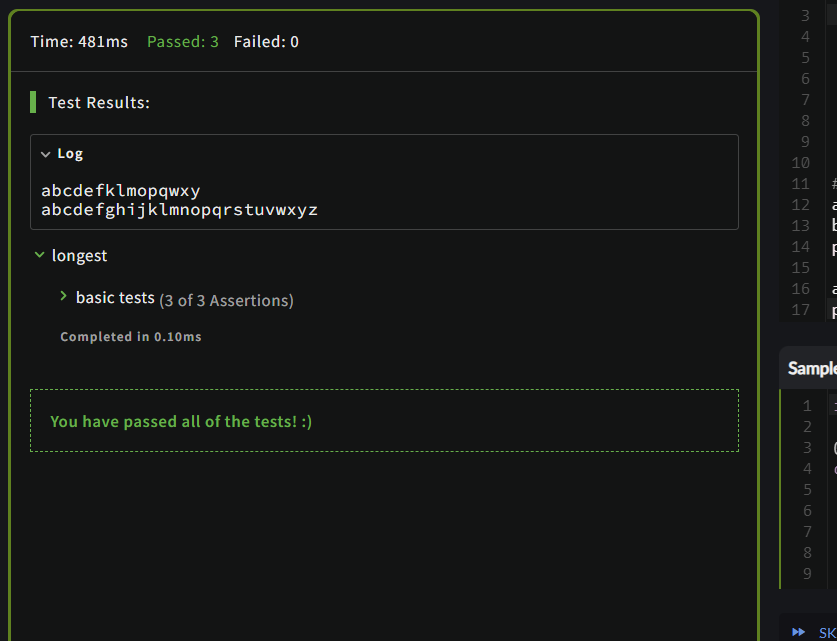 Time: 481ms Passed: 3 Failed: 0
Test Results:
Log
abcdefklmopqwxy
abcdefghijklmnopqrstuvwxyz
longest
basic tests (3 of 3 Assertions)
Completed in 0.10ms
You have passed all of the tests! :)
3
4
5
6
7
8
9
10
11 #
12 a
13 b
14 p
15
16 a
17 p
Sample
1
2
3
4
5
6
7
8
9
SK